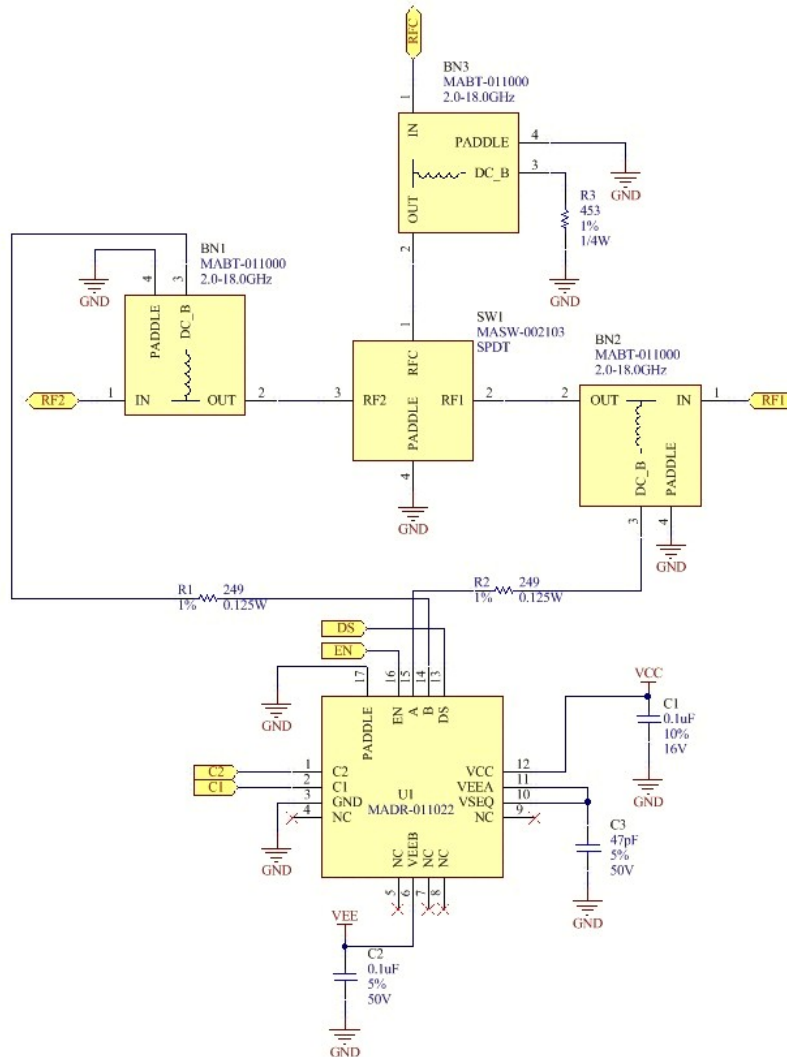 RFC
BN3
MABT-011000
2.0-18.0GHz
1
IN
PADDLE
4
DC_B
3
GND
OUT
2
R3
453
1%
1/4W
GND
BN1
MABT-011000
2.0-18.0GHz
GND
4
3
PADDLE
DC_B
RF2
1
IN
OUT
2
SW1
MASW-002103
SPDT
1
RFC
3
RF2
PADDLE
RF1
2
4
GND
BN2
MABT-011000
2.0-18.0GHz
2
OUT
IN
1
RF1
DC_B
PADDLE
3
4
GND
R1
249
1%
0.125W
R2
249
1%
0.125W
DS
EN
GND
17
16
15
14
13
PADDLE
EN
A
B
DS
C2
1
C2
C1
2
C1
3
GND
4
NC
GND
U1
MADR-011022
VCC
12
VEEA
11
VSEQ
10
NC
9
NC
VEEB
NC
NC
5
6
7
8
VCC
C1
0.1uF
10%
16V
GND
C3
47pF
5%
50V
GND
VEE
C2
0.1uF
5%
50V
GND